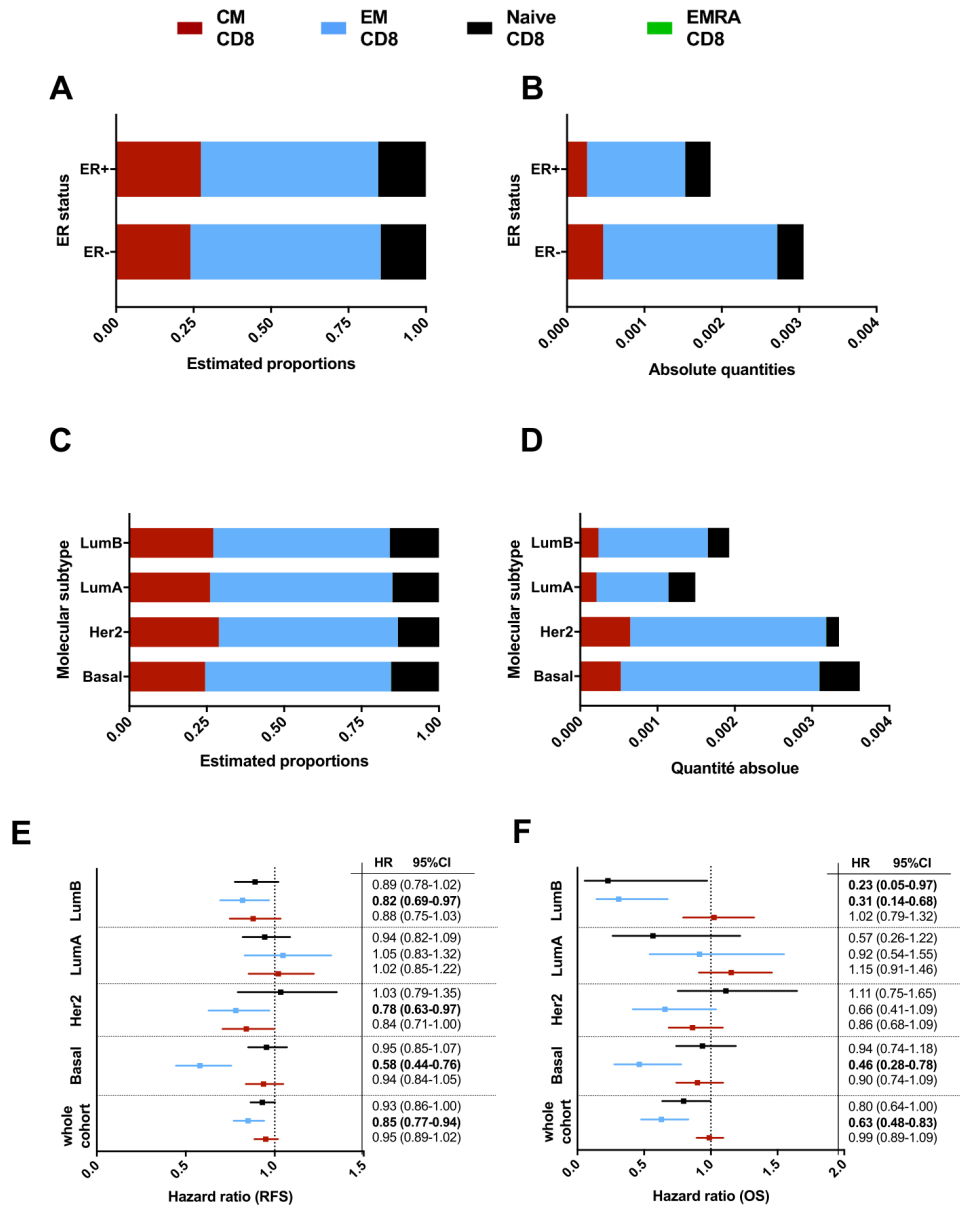 CM CD8
EM CD8
Naive CD8
EMRA CD8
A
ER status
ER+
ER-
0.00
0.25
0.50
0.75
1.00
Estimated proportions
B
ER status
ER+
ER-
0.000
0.001
0.002
0.003
0.004
Absolute quantities
C
Molecular subtype
LumB
LumA
Her2
Basal
0.00
0.25
0.50
0.75
1.00
Estimated proportions
D
Molecular subtype
LumB
LumA
Her2
Basal
0.000
0.001
0.002
0.003
0.004
Quantité absolue
E
HR 95%CI
LumB
0.89 (0.78-1.02)
0.82 (0.69-0.97)
0.88 (0.75-1.03)
LumA
0.94 (0.82-1.09)
1.05 (0.83-1.32)
1.02 (0.85-1.22)
Her2
1.03 (0.79-1.35)
0.78 (0.63-0.97)
0.84 (0.71-1.00)
Basal
0.95 (0.85-1.07)
0.58 (0.44-0.76)
0.94 (0.84-1.05)
whole cohort
0.93 (0.86-1.00)
0.85 (0.77-0.94)
0.95 (0.89-1.02)
0.0
0.5
1.0
1.5
Hazard ratio (RFS)
F
HR 95%CI
LumB
0.23 (0.05-0.97)
0.31 (0.14-0.68)
1.02 (0.79-1.32)
LumA
0.57 (0.26-1.22)
0.92 (0.54-1.55)
1.15 (0.91-1.46)
Her2
1.11 (0.75-1.65)
0.66 (0.41-1.09)
0.86 (0.68-1.09)
Basal
0.94 (0.74-1.18)
0.46 (0.28-0.78)
0.90 (0.74-1.09)
whole cohort
0.80 (0.64-1.00)
0.63 (0.48-0.83)
0.99 (0.89-1.09)
0.0
0.5
1.0
1.5
2.0
Hazard ratio (OS)